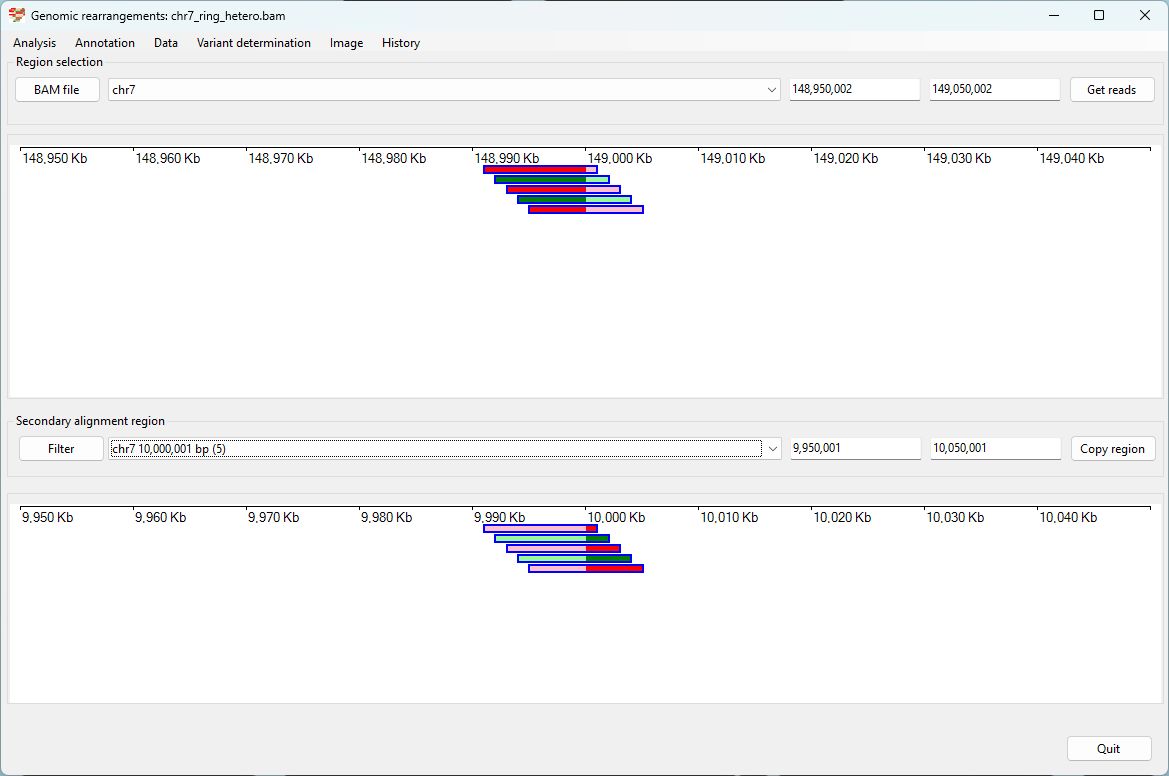 Genomic rearrangements: chr7_ring_hetero.bam
Analysis Annotation Data Variant determination Image History
Region selection
BAM file chr7 148,950,002 149,050,002 Get reads
148,950 Kb 148,960 Kb 148,970 Kb 148,980 Kb 148,990 Kb 149,000 Kb 149,010 Kb 149,020 Kb 149,030 Kb 149,040 Kb
Secondary alignment region
Filter chr7 10,000,001 bp (5) 9,950,001 10,050,001 Copy region
9,950 Kb 9,960 Kb 9,970 Kb 9,980 Kb 9,990 Kb 10,000 Kb 10,010 Kb 10,020 Kb 10,030 Kb 10,040 Kb
Quit